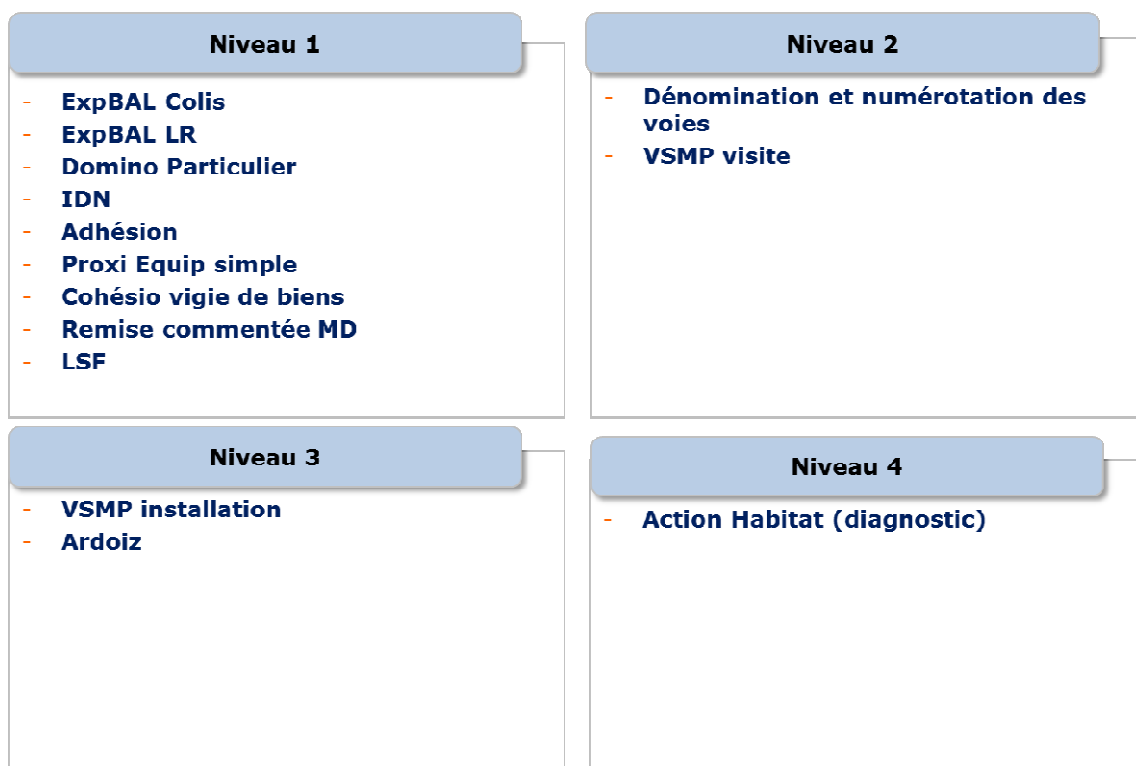 Niveau 1
- ExpBAL Colis
- ExpBAL LR
- Domino Particulier
- IDN
- Adhésion
- Proxi Equip simple
- Cohésio vigie de biens
- Remise commentée MD
- LSF
Niveau 2
- Dénomination et numérotation des
voies
- VSMP visite
Niveau 3
- VSMP installation
- Ardoiz
Niveau 4
- Action Habitat (diagnostic)